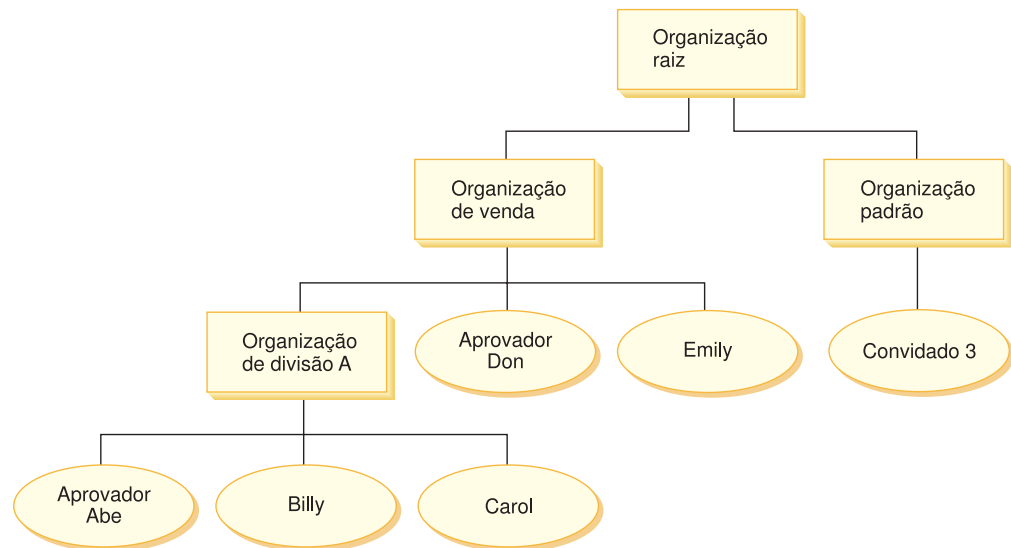 Organização
raiz
Organização
de venda
Organização
padrão
Organização
de divisão A
Aprovador
Don
Emily
Convidado 3
Aprovador
Abe
Billy
Carol